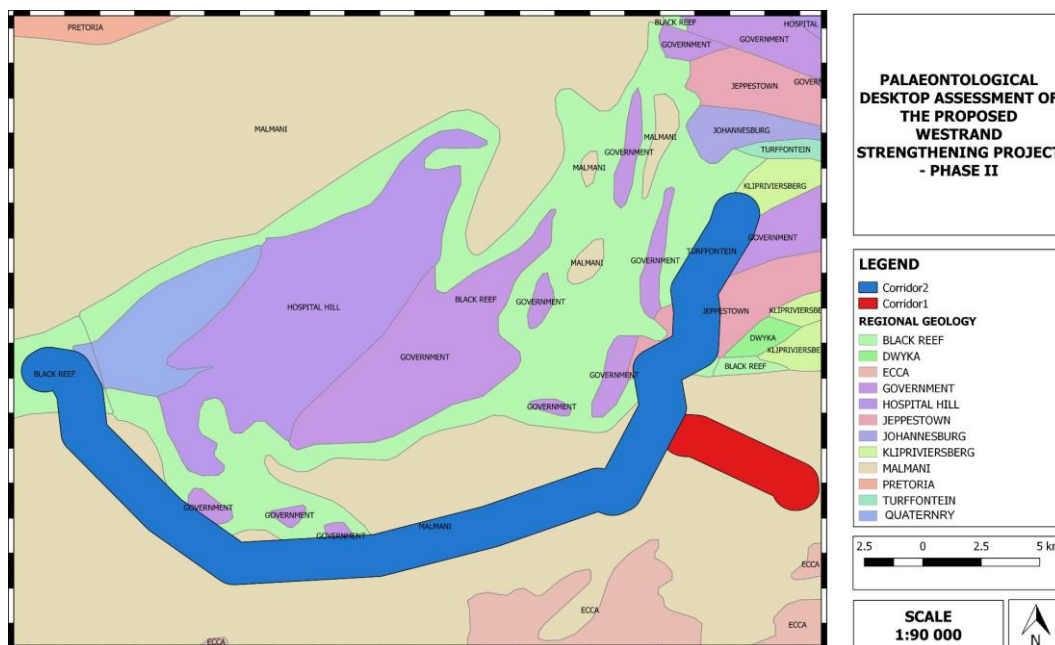 BLACK REEF
HOSPITAL
PRETORIA
GOVERNMENT
GOVERNMENT
JEPPESTOWN
GOVERN
MALMANI
JOHANNESBURG
MALMANI
GOVERNMENT
TURFFONTEIN
MALMANI
KLIPRIVIERSBERG
GOVERNMENT
TURFFONTEIN
GOVERNMENT
MALMANI
HOSPITAL HILL
BLACK REEF
GOVERNMENT
JEPPESTOWN
KLIPRIVIERSBE
DWYKA
KLIPRIVIERSB
GOVERNMENT
BLACK REEF
BLACK REEF
GOVERNMENT
GOVERNMENT
GOVERNMENT
GOVERNMENT
GOVERNMENT
MALMANI
ECCA
ECCA
ECCA
ECCA
PALAEONTOLOGICAL
DESKTOP ASSESSMENT OF
THE PROPOSED
WESTRAND
STRENGTHENING PROJECT
- PHASE II
LEGEND
Corridor2
Corridor1
REGIONAL GEOLOGY
BLACK REEF
DWYKA
ECCA
GOVERNMENT
HOSPITAL HILL
JEPPESTOWN
JOHANNESBURG
KLIPRIVIERSBERG
MALMANI
PRETORIA
TURFFONTEIN
QUATERNRY
2.5 0 2.5 5 km
SCALE
1:90 000
N